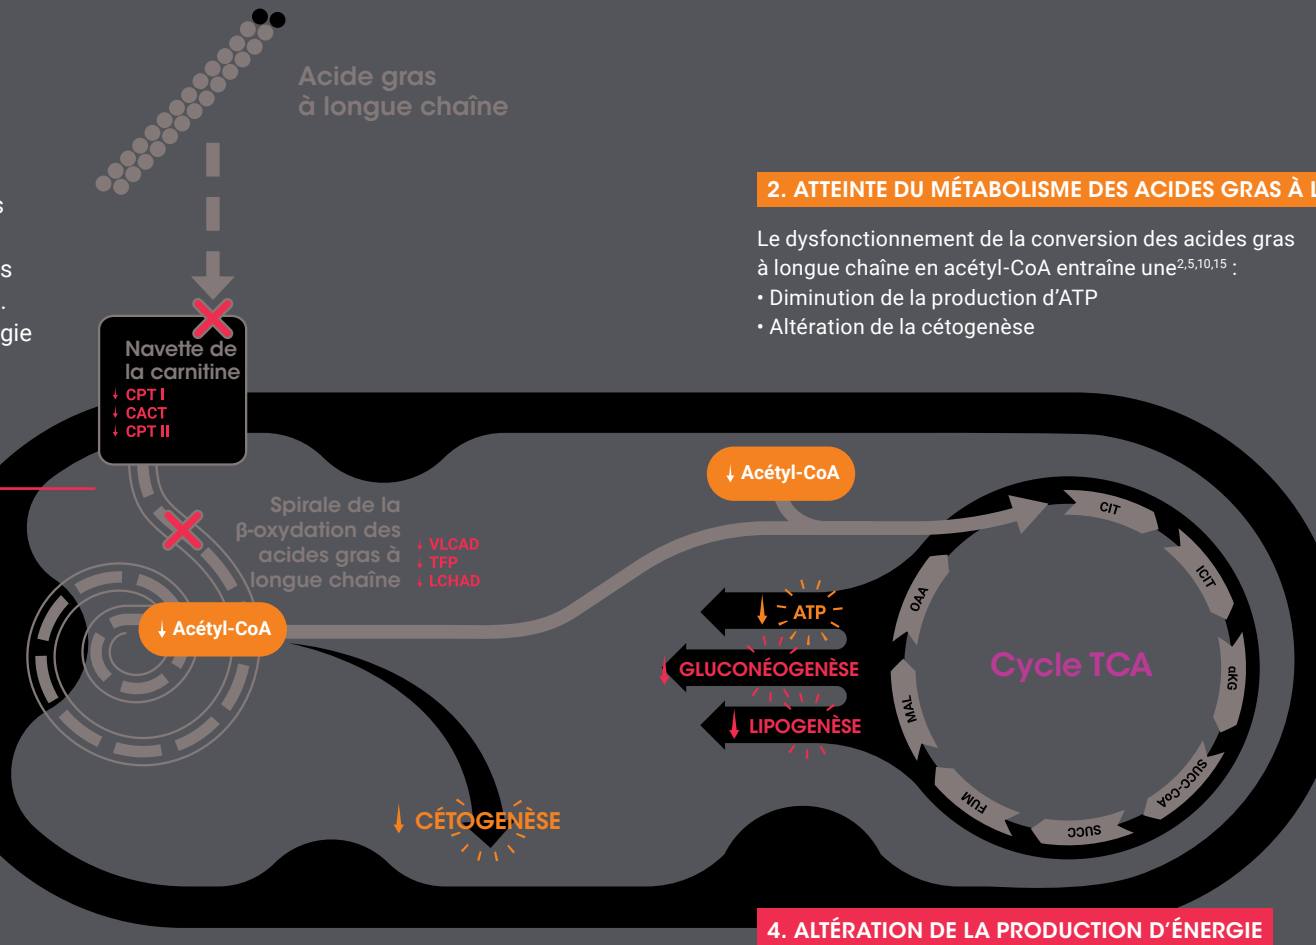 Acide gras
à longue chaîne
s
s
.
gie
2. ATTEINTE DU MÉTABOLISME DES ACIDES GRAS À L
Le dysfonctionnement de la conversion des acides gras
à longue chaîne en acétyl-CoA entraîne une2,5,10,15 :
• Diminution de la production d’ATP
• Altération de la cétogenèse
Navette de
la carnitine
↓ CPT I
↓ CACT
↓ CPT II
Spirale de la
β-oxydation des
acides gras à
longue chaîne
↓ VLCAD
↓ TFP
↓ LCHAD
↓ Acétyl-CoA
↓ Acétyl-CoA
↓ ATP
↓ GLUCONÉOGENÈSE
↓ LIPOGENÈSE
↓ CÉTOGENÈSE
Cycle TCA
CIT
ICIT
αKG
SUCC-CoA
SUCC
FUM
MAL
OAA
4. ALTÉRATION DE LA PRODUCTION D’ÉNERGIE